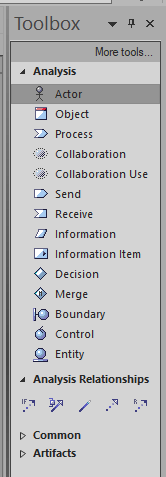 Toolbox
More tools...
Analysis
Actor
Object
Process
Collaboration
Collaboration Use
Send
Receive
Information
Information Item
Decision
Merge
Boundary
Control
Entity
Analysis Relationships
Common
Artifacts